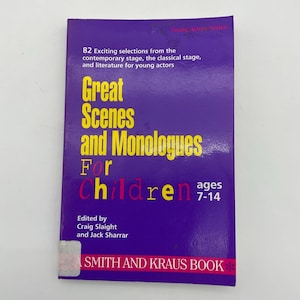 82 Exciting selections from the
contemporary stage, the classical stage,
and literature for young actors
Great
Scenes
and Monologues
For
Children ages
7-14
Edited by
Craig Slaight
and Jack Sharrar
SMITH AND KRAUS BOOK